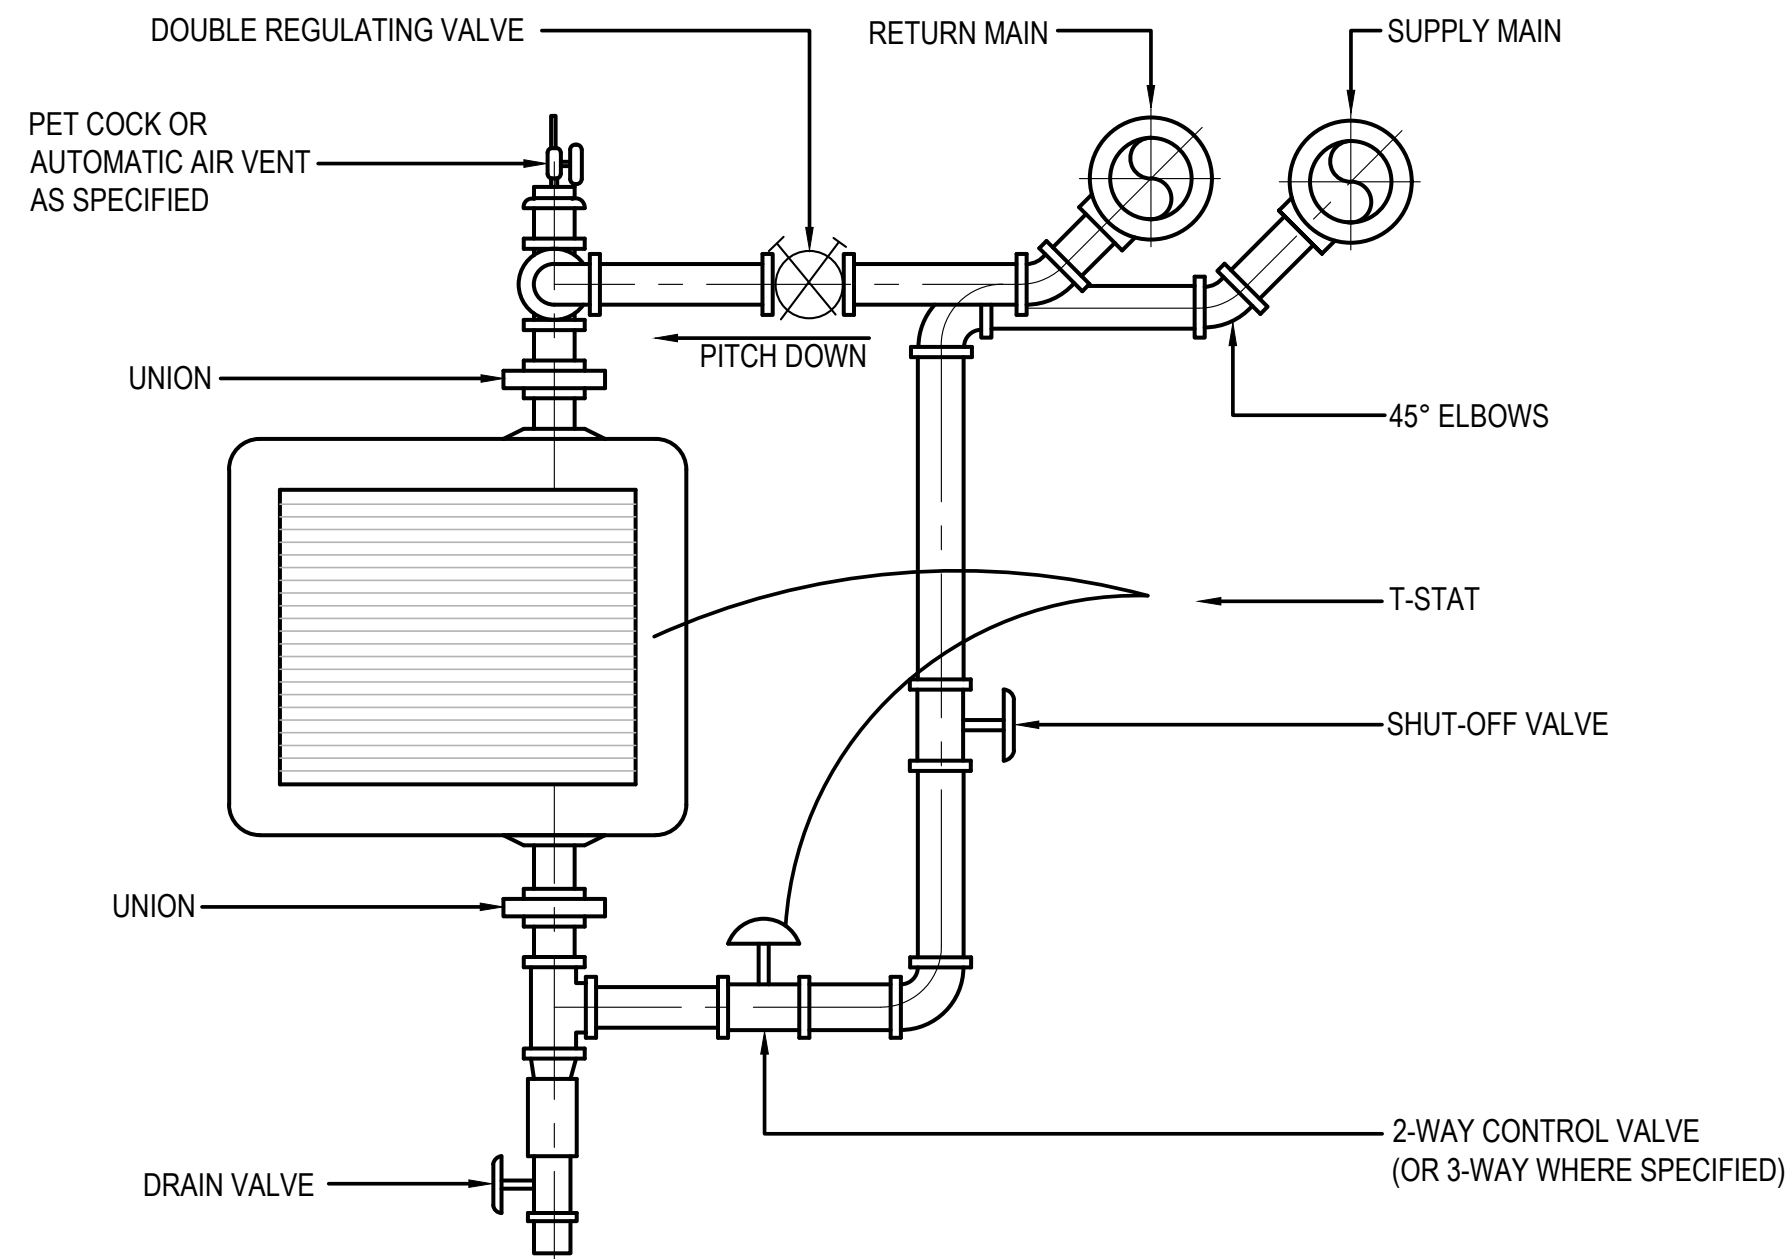 DOUBLE REGULATING VALVE
RETURN MAIN
SUPPLY MAIN
PET COCK OR
AUTOMATIC AIR VENT
AS SPECIFIED
PITCH DOWN
UNION
45° ELBOWS
T-STAT
SHUT-OFF VALVE
UNION
2-WAY CONTROL VALVE
(OR 3-WAY WHERE SPECIFIED)
DRAIN VALVE